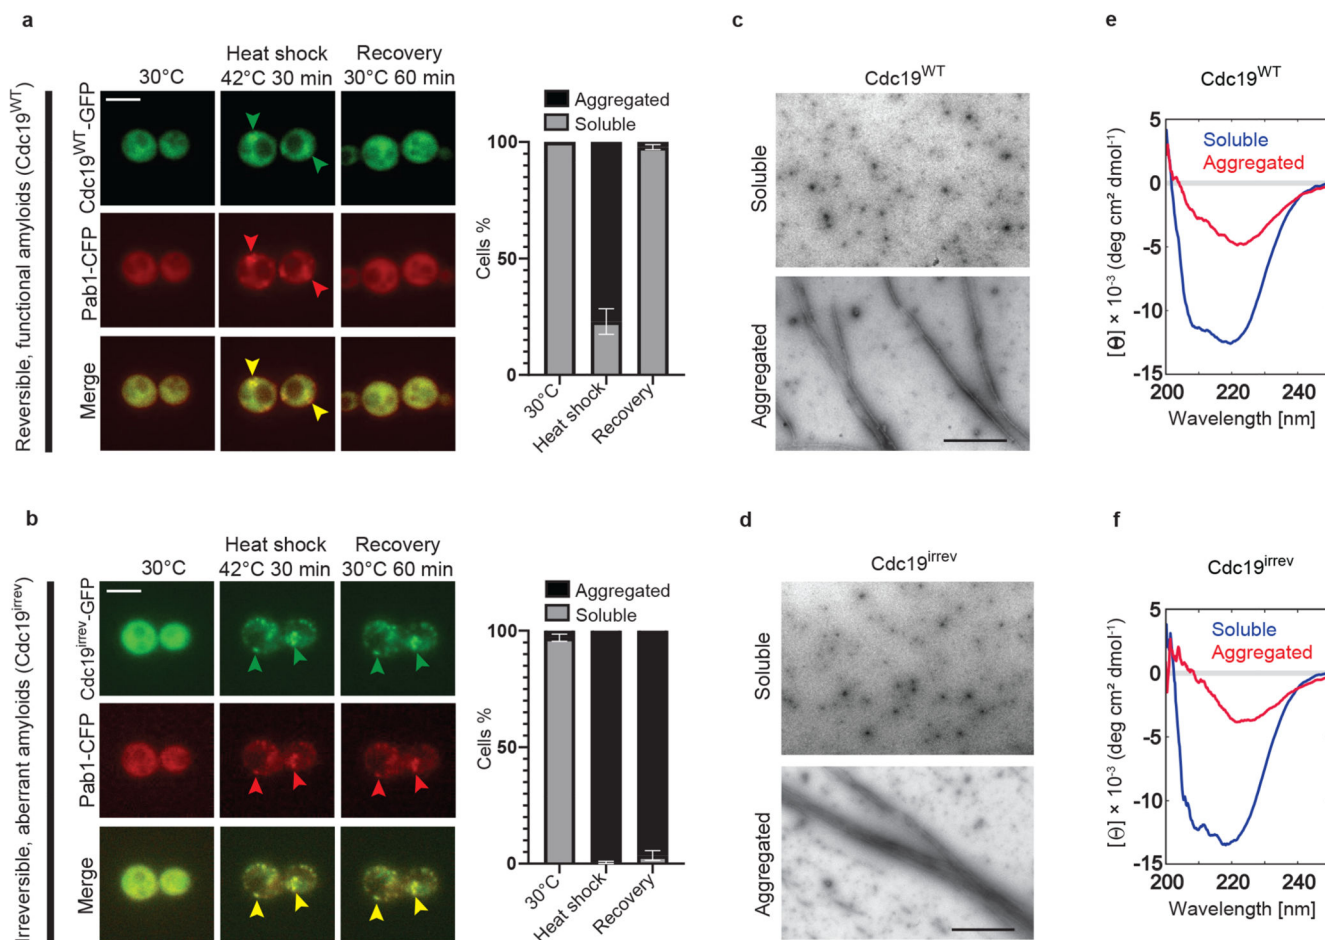 a
Reversible, functional amyloids (Cdc19WT)
30°C
Heat shock
42°C 30 min
Recovery
30°C 60 min
Cdc19WT-GFP
Pab1-CFP
Merge
Aggregated
Soluble
Cells %
100
50
0
30°C
Heat shock
Recovery
c
Cdc19WT
Soluble
Aggregated
e
Cdc19WT
Soluble
Aggregated
[Θ] × 10-3 (deg cm² dmol-1)
5
0
-5
-10
-15
200
220
240
Wavelength [nm]
b
Irreversible, aberrant amyloids (Cdc19irrev)
30°C
Heat shock
42°C 30 min
Recovery
30°C 60 min
Cdc19irrev-GFP
Pab1-CFP
Merge
Aggregated
Soluble
Cells %
100
50
0
30°C
Heat shock
Recovery
d
Cdc19irrev
Soluble
Aggregated
f
Cdc19irrev
Soluble
Aggregated
[Θ] × 10-3 (deg cm² dmol-1)
5
0
-5
-10
-15
200
220
240
Wavelength [nm]